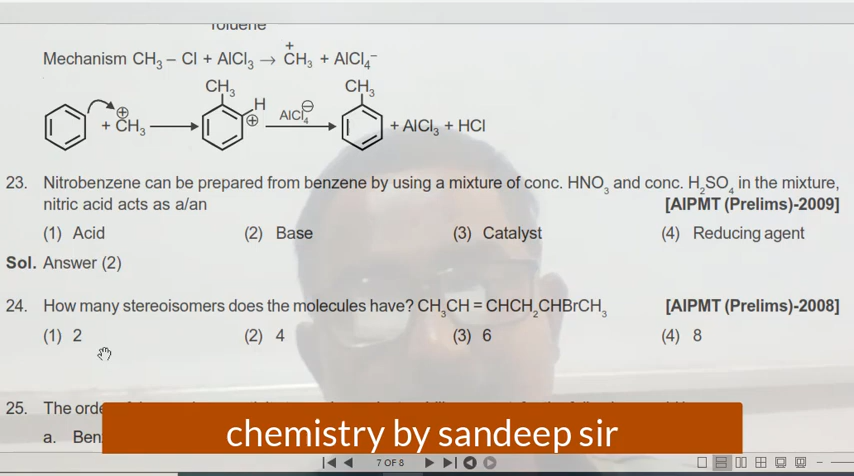 Toluene
Mechanism CH₃ – Cl + AlCl₃ → C⁺H₃ + AlCl₄⁻
CH₃ CH₃
+ ⊕CH₃ H ⊕ AlCl₄⊖ + AlCl₃ + HCl
23. Nitrobenzene can be prepared from benzene by using a mixture of conc. HNO₃ and conc. H₂SO₄ in the mixture,
nitric acid acts as a/an [AIPMT (Prelims)-2009]
(1) Acid (2) Base (3) Catalyst (4) Reducing agent
Sol. Answer (2)
24. How many stereoisomers does the molecules have? CH₃CH = CHCH₂CHBrCH₃ [AIPMT (Prelims)-2008]
(1) 2 (2) 4 (3) 6 (4) 8
25. The
a.
chemistry by sandeep sir
7 OF 8